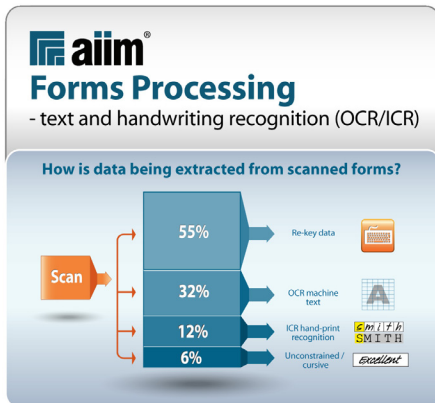 aiim®
Forms Processing
- text and handwriting recognition (OCR/ICR)
How is data being extracted from scanned forms?
Scan
55%
Re-key data
32%
OCR machine
text
A
12%
ICR hand-print
recognition
smith
SMITH
6%
Unconstrained /
cursive
Excellent